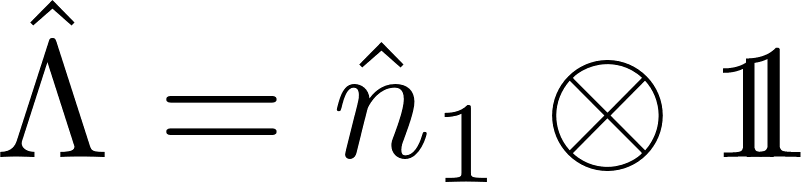 Λ̂ = n̂₁ ⊗ 𝟙